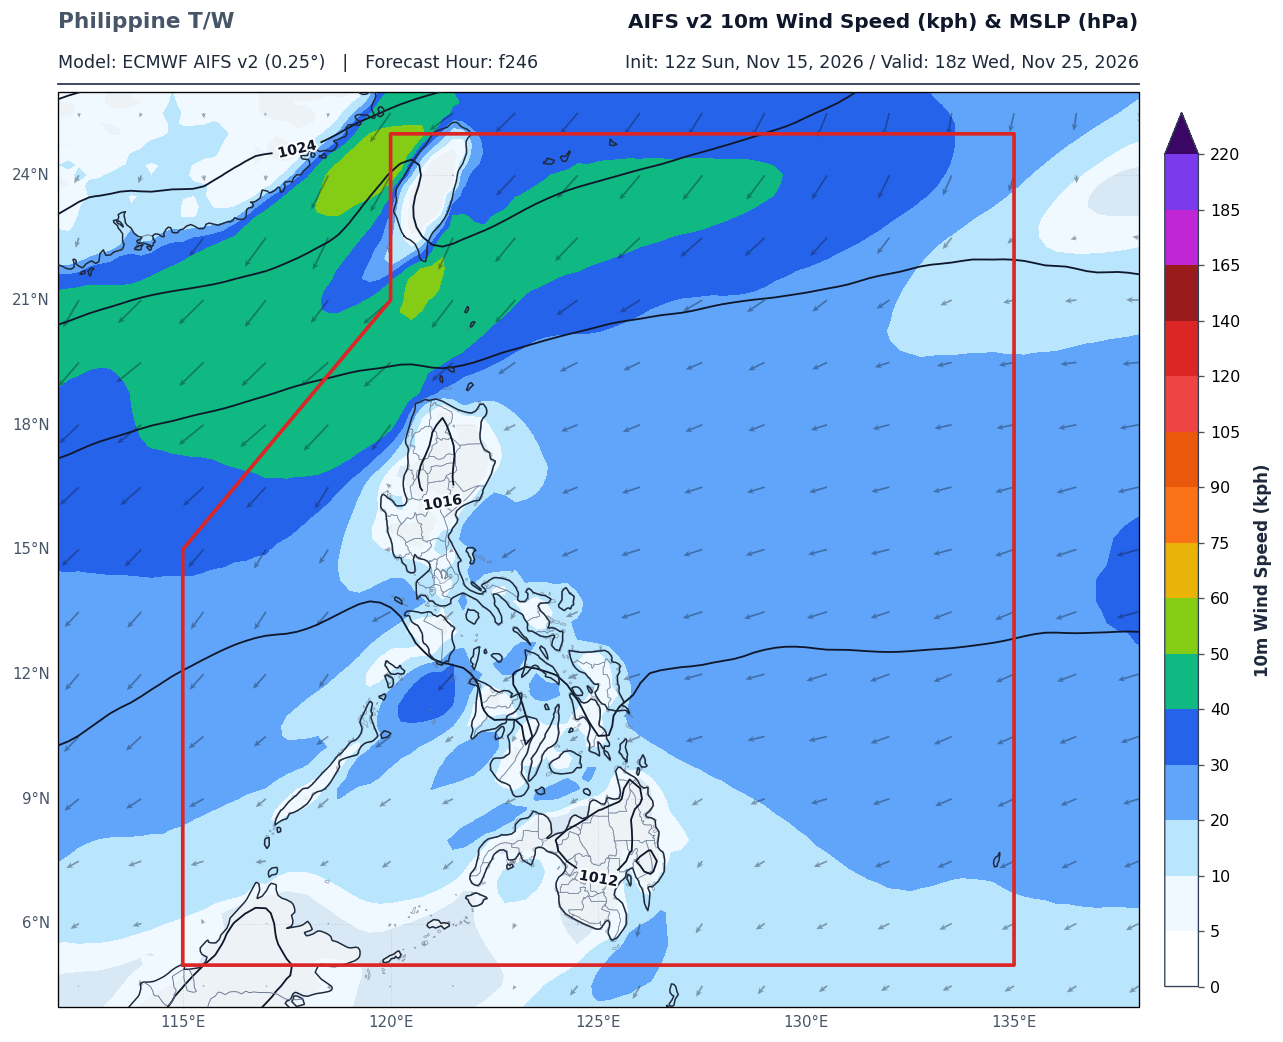 Philippine T/W
AIFS v2 10m Wind Speed (kph) & MSLP (hPa)
Model: ECMWF AIFS v2 (0.25°) | Forecast Hour: f246
Init: 12z Sun, Nov 15, 2026 / Valid: 18z Wed, Nov 25, 2026
24°N
21°N
18°N
15°N
12°N
9°N
6°N
115°E
120°E
125°E
130°E
135°E
1024
1016
1012
220
185
165
140
120
105
90
75
60
50
40
30
20
10
5
0
10m Wind Speed (kph)